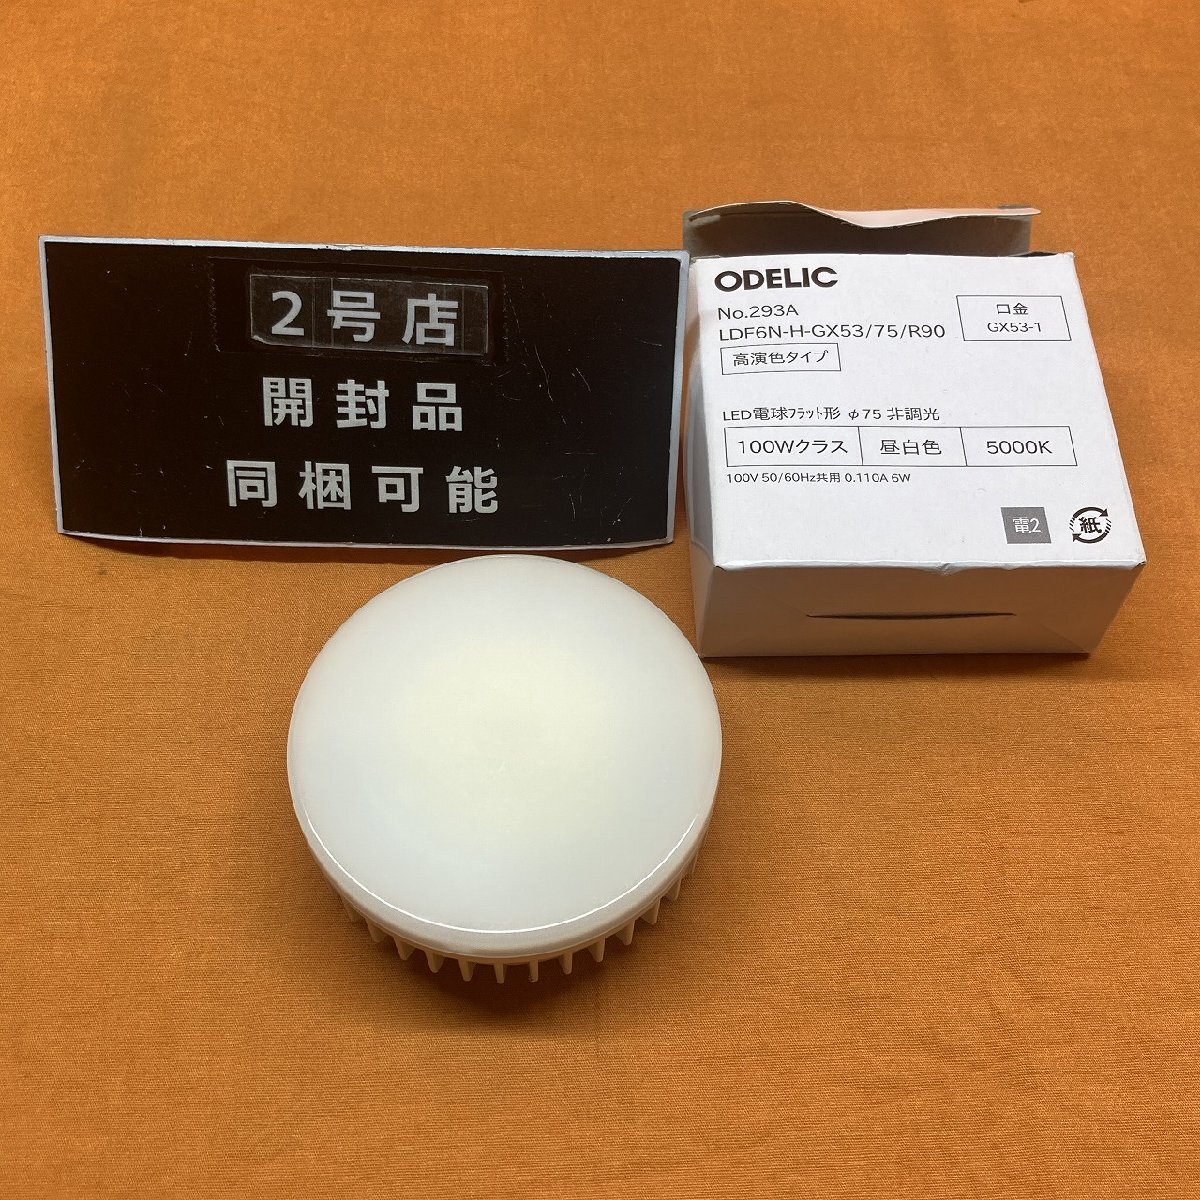 2号店
開封品
同梱可能
ODELIC
No.293A
LDF6N-H-GX53/75/R90
高演色タイプ
口金
GX53-1
LED電球フラット形 φ75 非調光
100Wクラス 昼白色 5000K
100V 50/60Hz共用 0.110A 6W
電2
紙